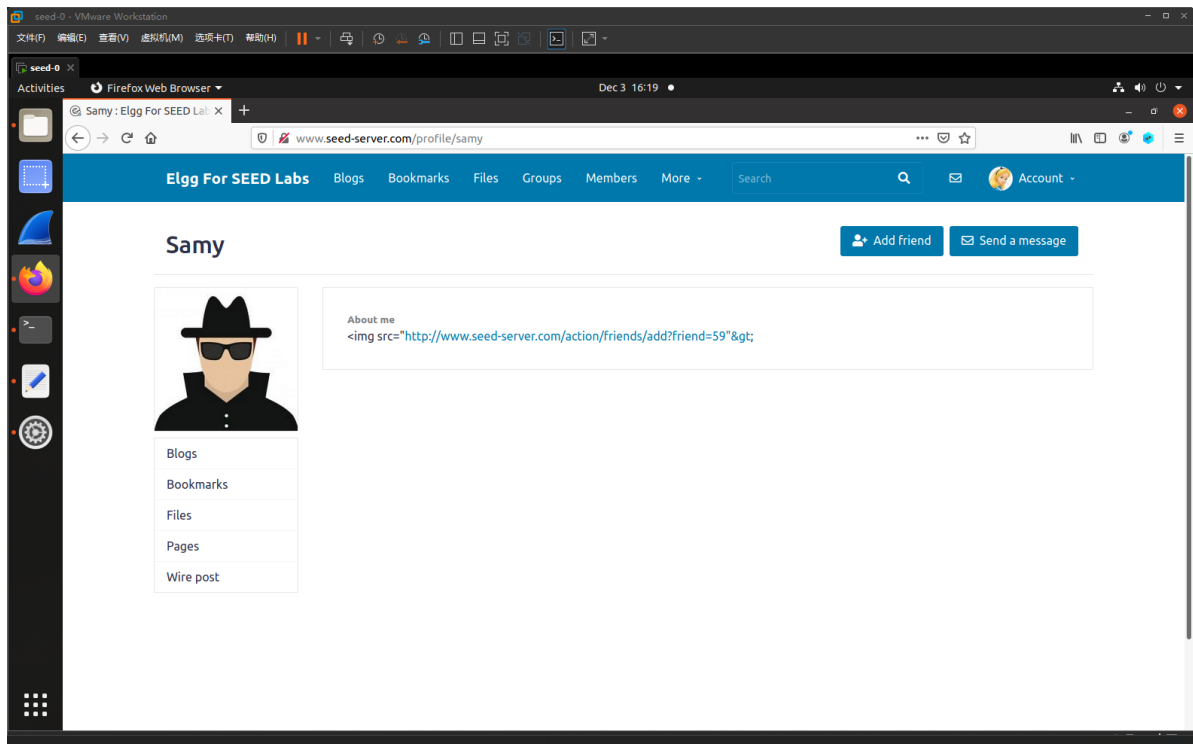 seed-0 - VMware Workstation
文件(F) 编辑(E) 查看(V) 虚拟机(M) 选项卡(T) 帮助(H)
seed-0
Activities Firefox Web Browser Dec 3 16:19
Samy : Elgg For SEED Lab
www.seed-server.com/profile/samy
Elgg For SEED Labs Blogs Bookmarks Files Groups Members More Search Account
Samy
Add friend Send a message
About me
<img src="http://www.seed-server.com/action/friends/add?friend=59"&gt;
Blogs
Bookmarks
Files
Pages
Wire post